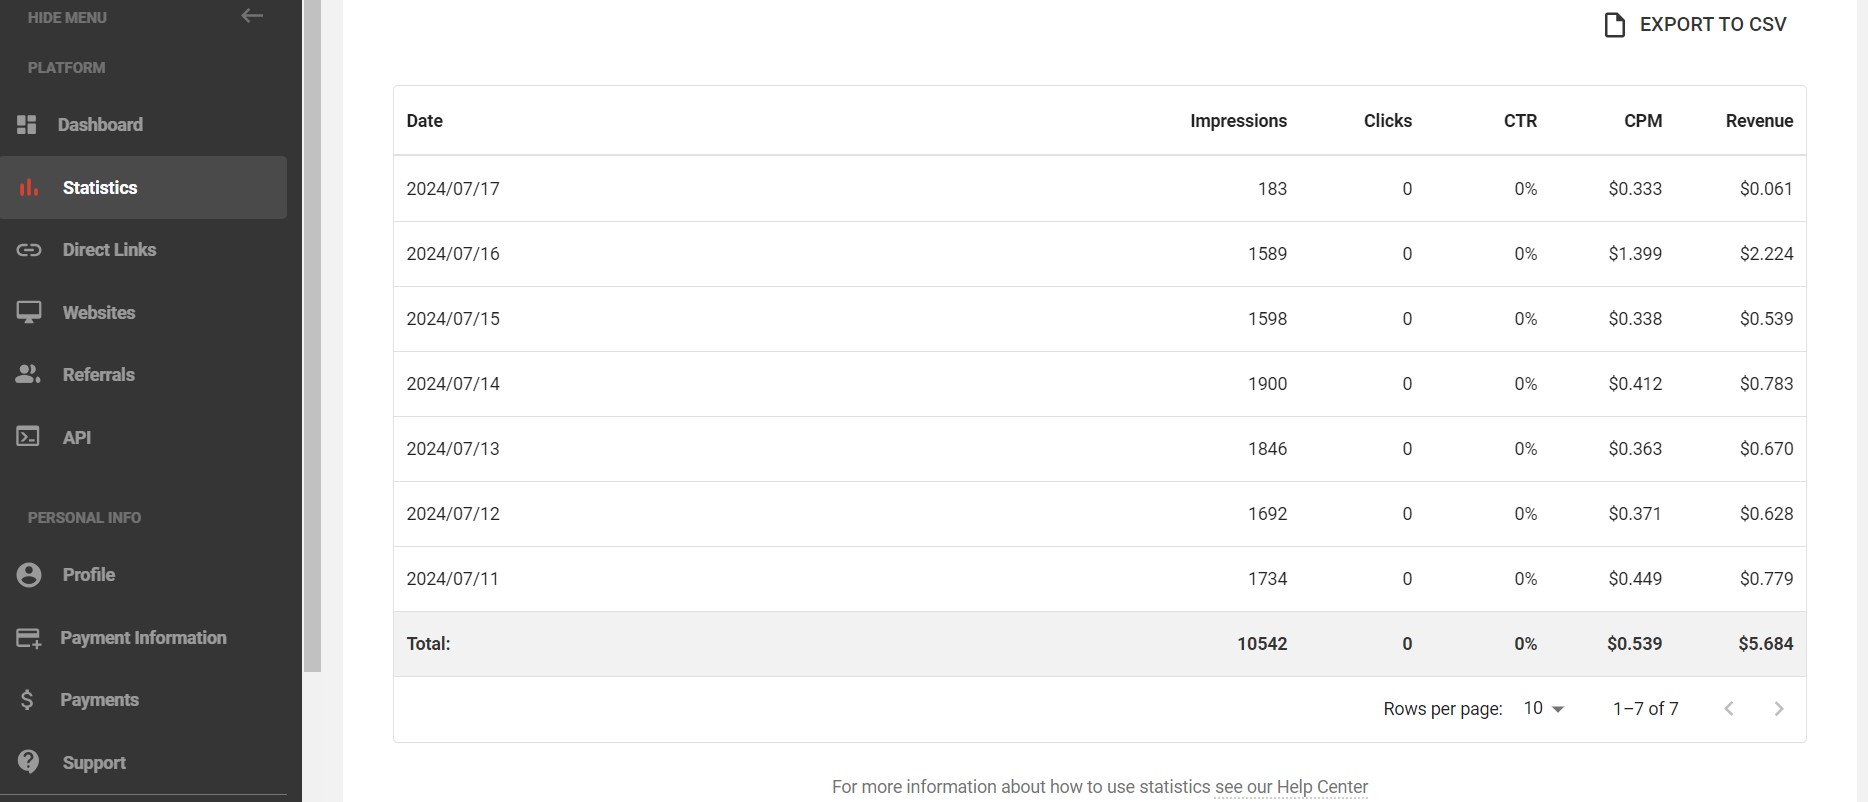 HIDE MENU
PLATFORM
Dashboard
Statistics
Direct Links
Websites
Referrals
API
PERSONAL INFO
Profile
Payment Information
Payments
Support
EXPORT TO CSV
Date Impressions Clicks CTR CPM Revenue
2024/07/17 183 0 0% $0.333 $0.061
2024/07/16 1589 0 0% $1.399 $2.224
2024/07/15 1598 0 0% $0.338 $0.539
2024/07/14 1900 0 0% $0.412 $0.783
2024/07/13 1846 0 0% $0.363 $0.670
2024/07/12 1692 0 0% $0.371 $0.628
2024/07/11 1734 0 0% $0.449 $0.779
Total: 10542 0 0% $0.539 $5.684
Rows per page: 10 1–7 of 7
For more information about how to use statistics see our Help Center